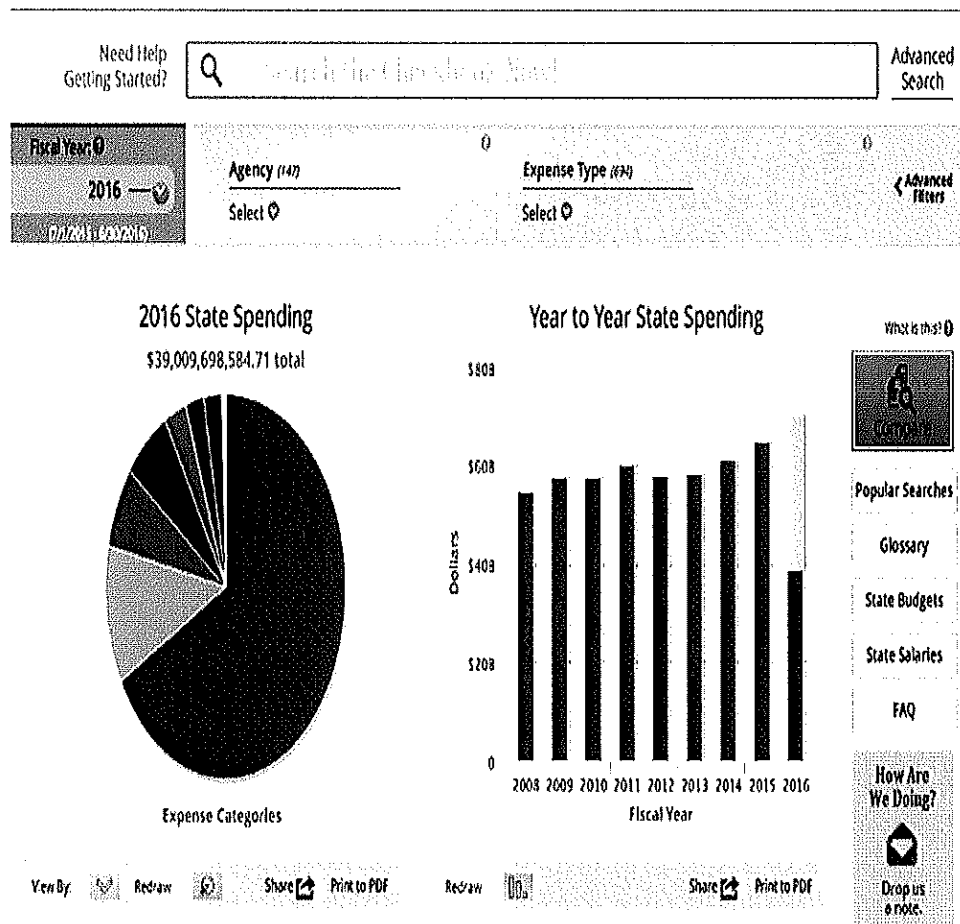 Need Help
Getting Started?
Advanced
Search
Fiscal Year:
2016
Agency (147)
Select
Expense Type
Select
Advanced
Filters
2016 State Spending
$39,009,698,584.71 total
Expense Categories
View By:
Redraw
Share
Print to PDF
Year to Year State Spending
$80B
$60B
$40B
$20B
0
Dollars
2008 2009 2010 2011 2012 2013 2014 2015 2016
Fiscal Year
Redraw
Share
Print to PDF
What is this?
Popular Searches
Glossary
State Budgets
State Salaries
FAQ
How Are
We Doing?
Drop us
a note.